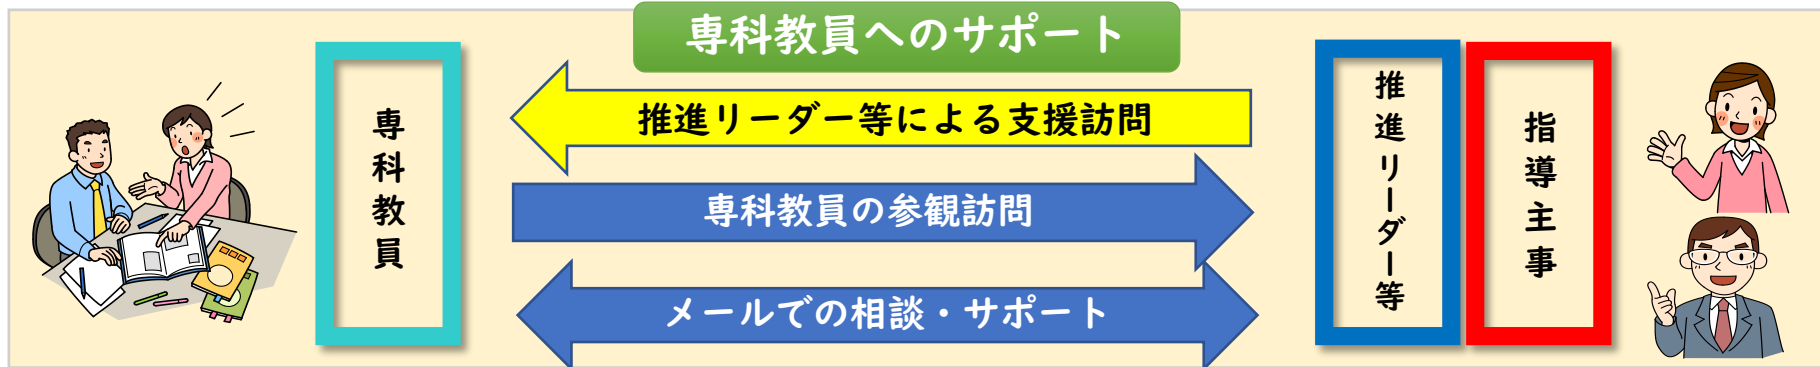 専科教員へのサポート
専科教員
推進リーダー等による支援訪問
専科教員の参観訪問
メールでの相談・サポート
推進リーダー等
指導主事